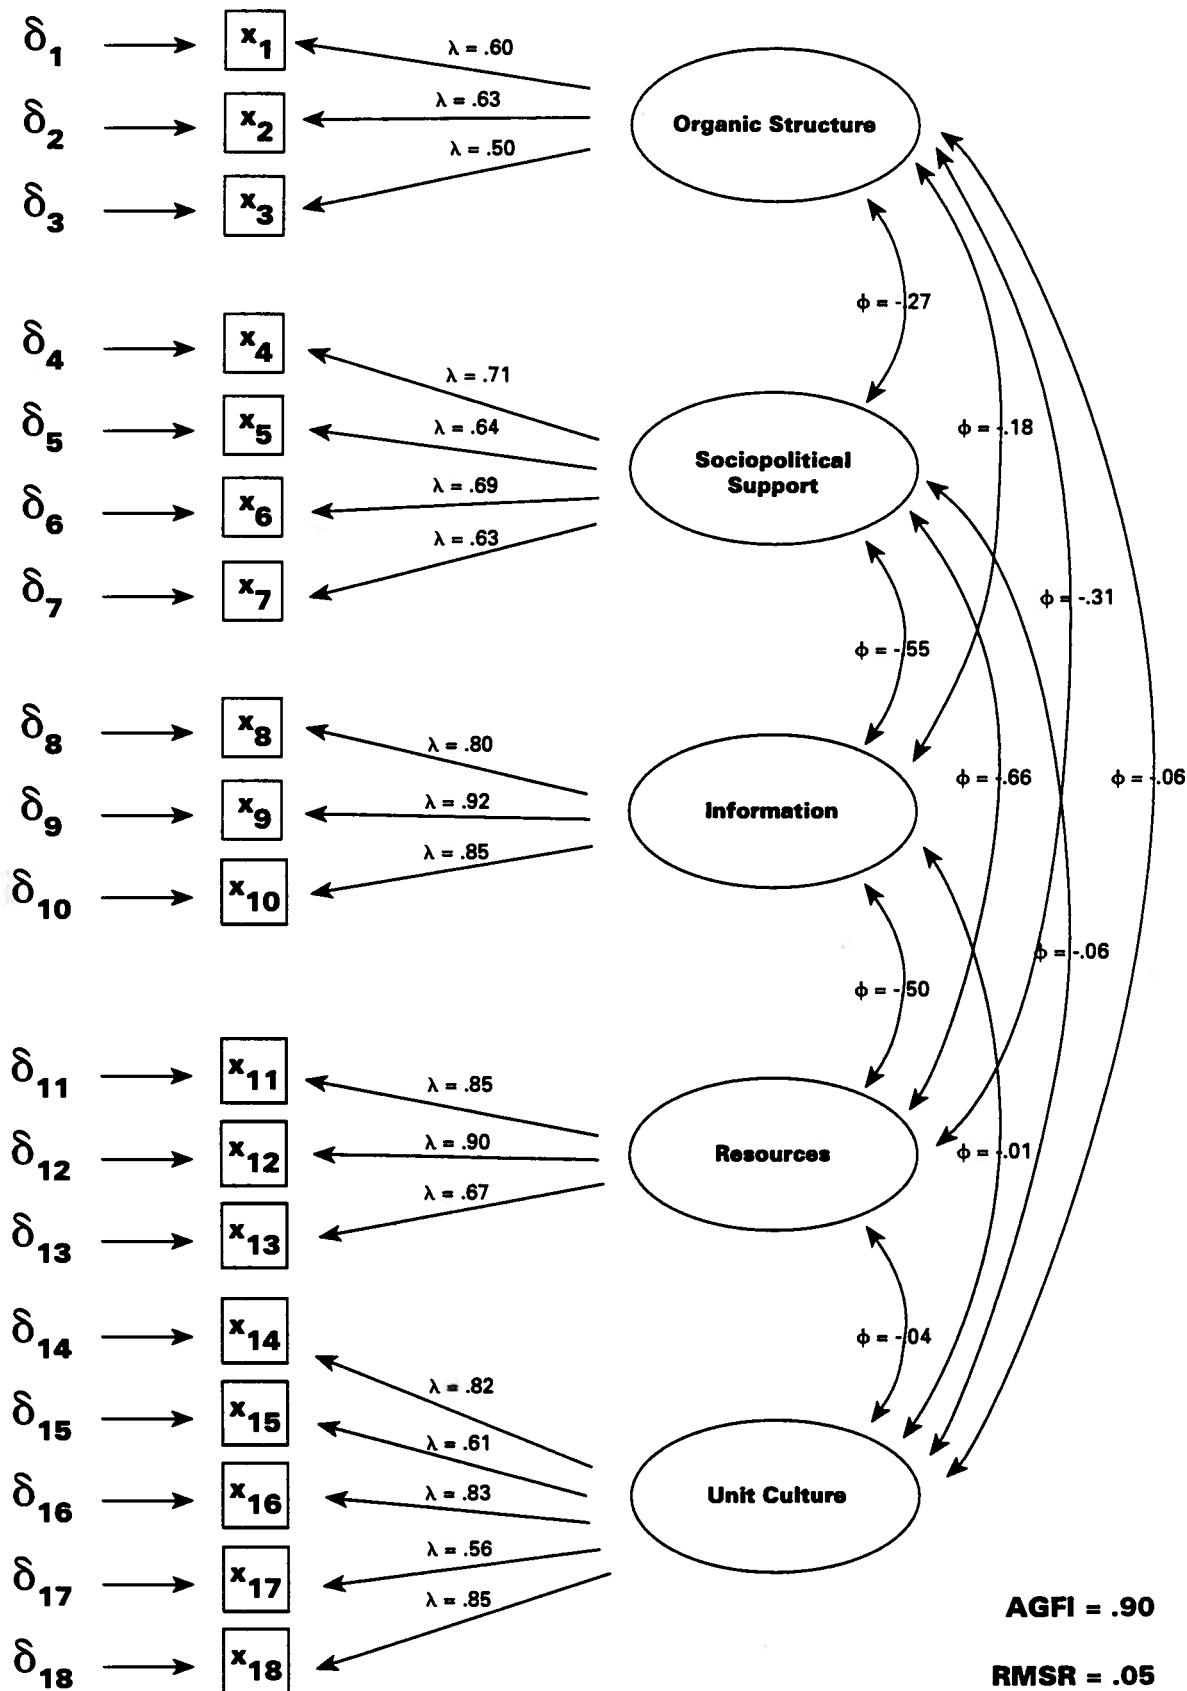 δ1 x1 λ = .60
δ2 x2 λ = .63
δ3 x3 λ = .50
Organic Structure
ϕ = -.27
δ4 x4 λ = .71
δ5 x5 λ = .64
δ6 x6 λ = .69
δ7 x7 λ = .63
Sociopolitical
Support
ϕ = -.18
ϕ = -.31
ϕ = -.55
δ8 x8 λ = .80
δ9 x9 λ = .92
δ10 x10 λ = .85
Information
ϕ = -.66
ϕ = -.06
ϕ = -.06
ϕ = -.50
δ11 x11 λ = .85
δ12 x12 λ = .90
δ13 x13 λ = .67
Resources
ϕ = -.01
ϕ = -.04
δ14 x14 λ = .82
δ15 x15 λ = .61
δ16 x16 λ = .83
δ17 x17 λ = .56
δ18 x18 λ = .85
Unit Culture
AGFI = .90
RMSR = .05